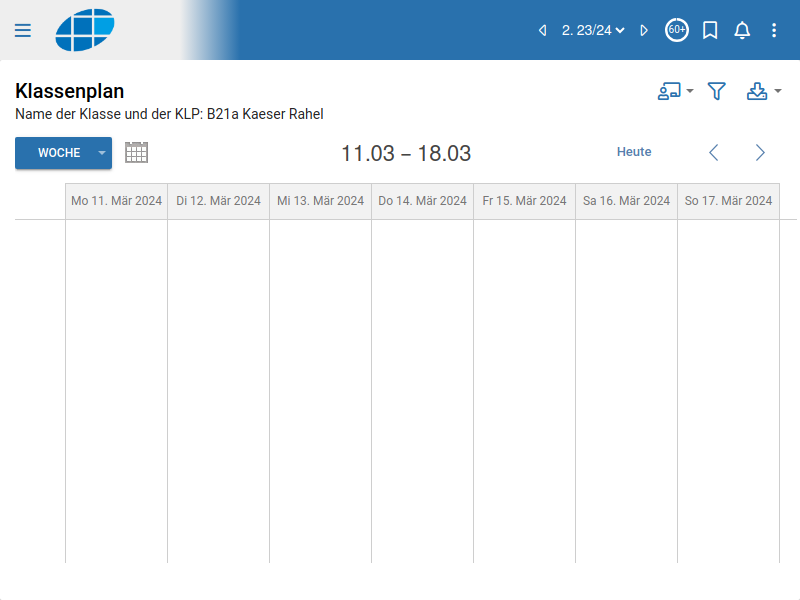 2. 23/24
60+
Klassenplan
Name der Klasse und der KLP: B21a Kaeser Rahel
WOCHE
11.03 – 18.03
Heute
Mo 11. Mär 2024 Di 12. Mär 2024 Mi 13. Mär 2024 Do 14. Mär 2024 Fr 15. Mär 2024 Sa 16. Mär 2024 So 17. Mär 2024